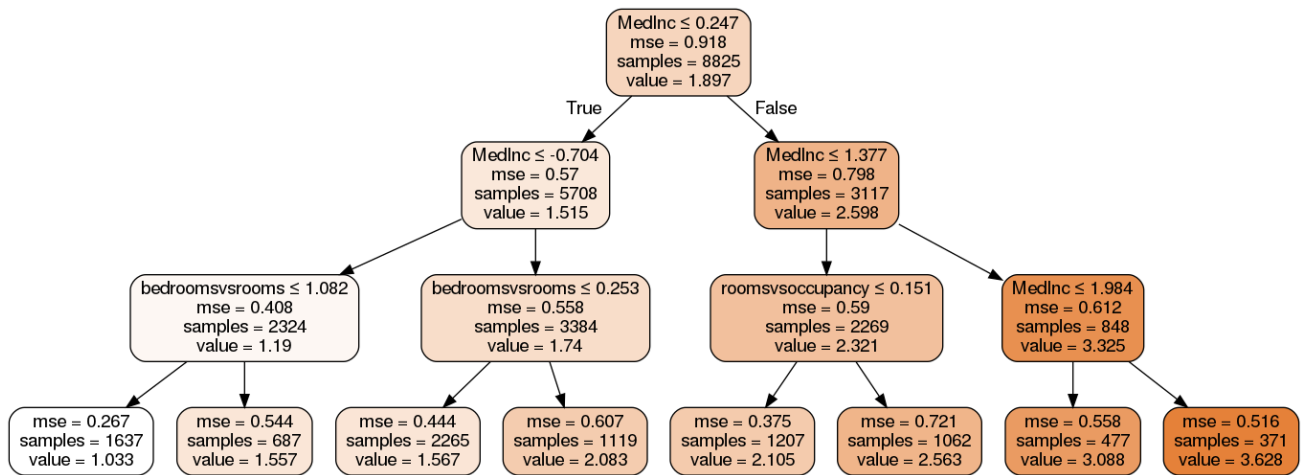 MedInc ≤ 0.247
mse = 0.918
samples = 8825
value = 1.897
True
False
MedInc ≤ -0.704
mse = 0.57
samples = 5708
value = 1.515
MedInc ≤ 1.377
mse = 0.798
samples = 3117
value = 2.598
bedroomsvsrooms ≤ 1.082
mse = 0.408
samples = 2324
value = 1.19
bedroomsvsrooms ≤ 0.253
mse = 0.558
samples = 3384
value = 1.74
roomsvsoccupancy ≤ 0.151
mse = 0.59
samples = 2269
value = 2.321
MedInc ≤ 1.984
mse = 0.612
samples = 848
value = 3.325
mse = 0.267
samples = 1637
value = 1.033
mse = 0.544
samples = 687
value = 1.557
mse = 0.444
samples = 2265
value = 1.567
mse = 0.607
samples = 1119
value = 2.083
mse = 0.375
samples = 1207
value = 2.105
mse = 0.721
samples = 1062
value = 2.563
mse = 0.558
samples = 477
value = 3.088
mse = 0.516
samples = 371
value = 3.628